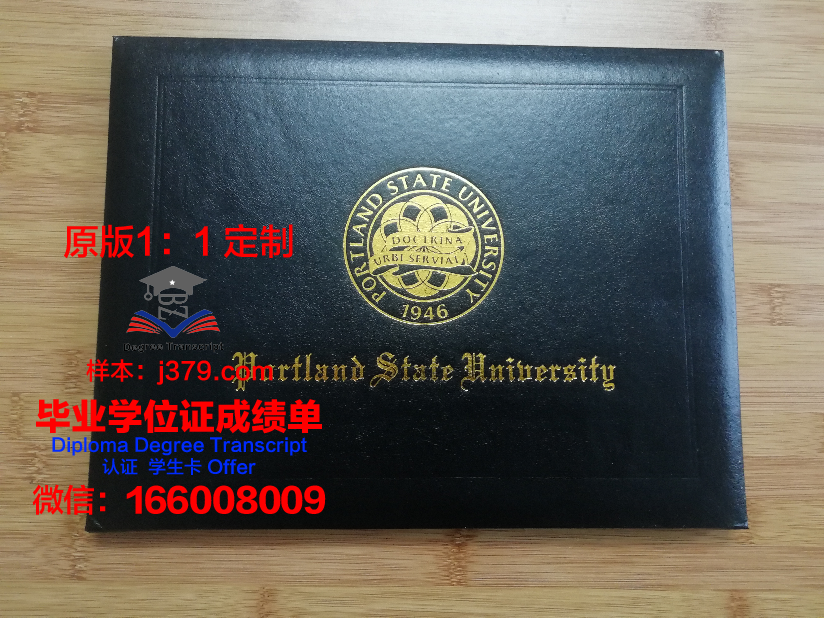 PORTLAND STATE UNIVERSITY
DOCTRINA
URBI SERVIAT
1946
原版1：1 定制
BZ
Degree Transcript
样本：j379.com
Portland State University
毕业学位证成绩单
Diploma Degree Transcript
认证 学生卡 Offer
微信：166008009